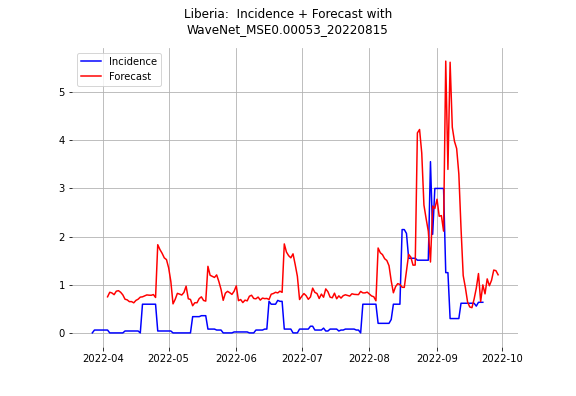 Liberia:  Incidence + Forecast with
WaveNet_MSE0.00053_20220815
Incidence
Forecast
5
4
3
2
1
0
2022-04 2022-05 2022-06 2022-07 2022-08 2022-09 2022-10